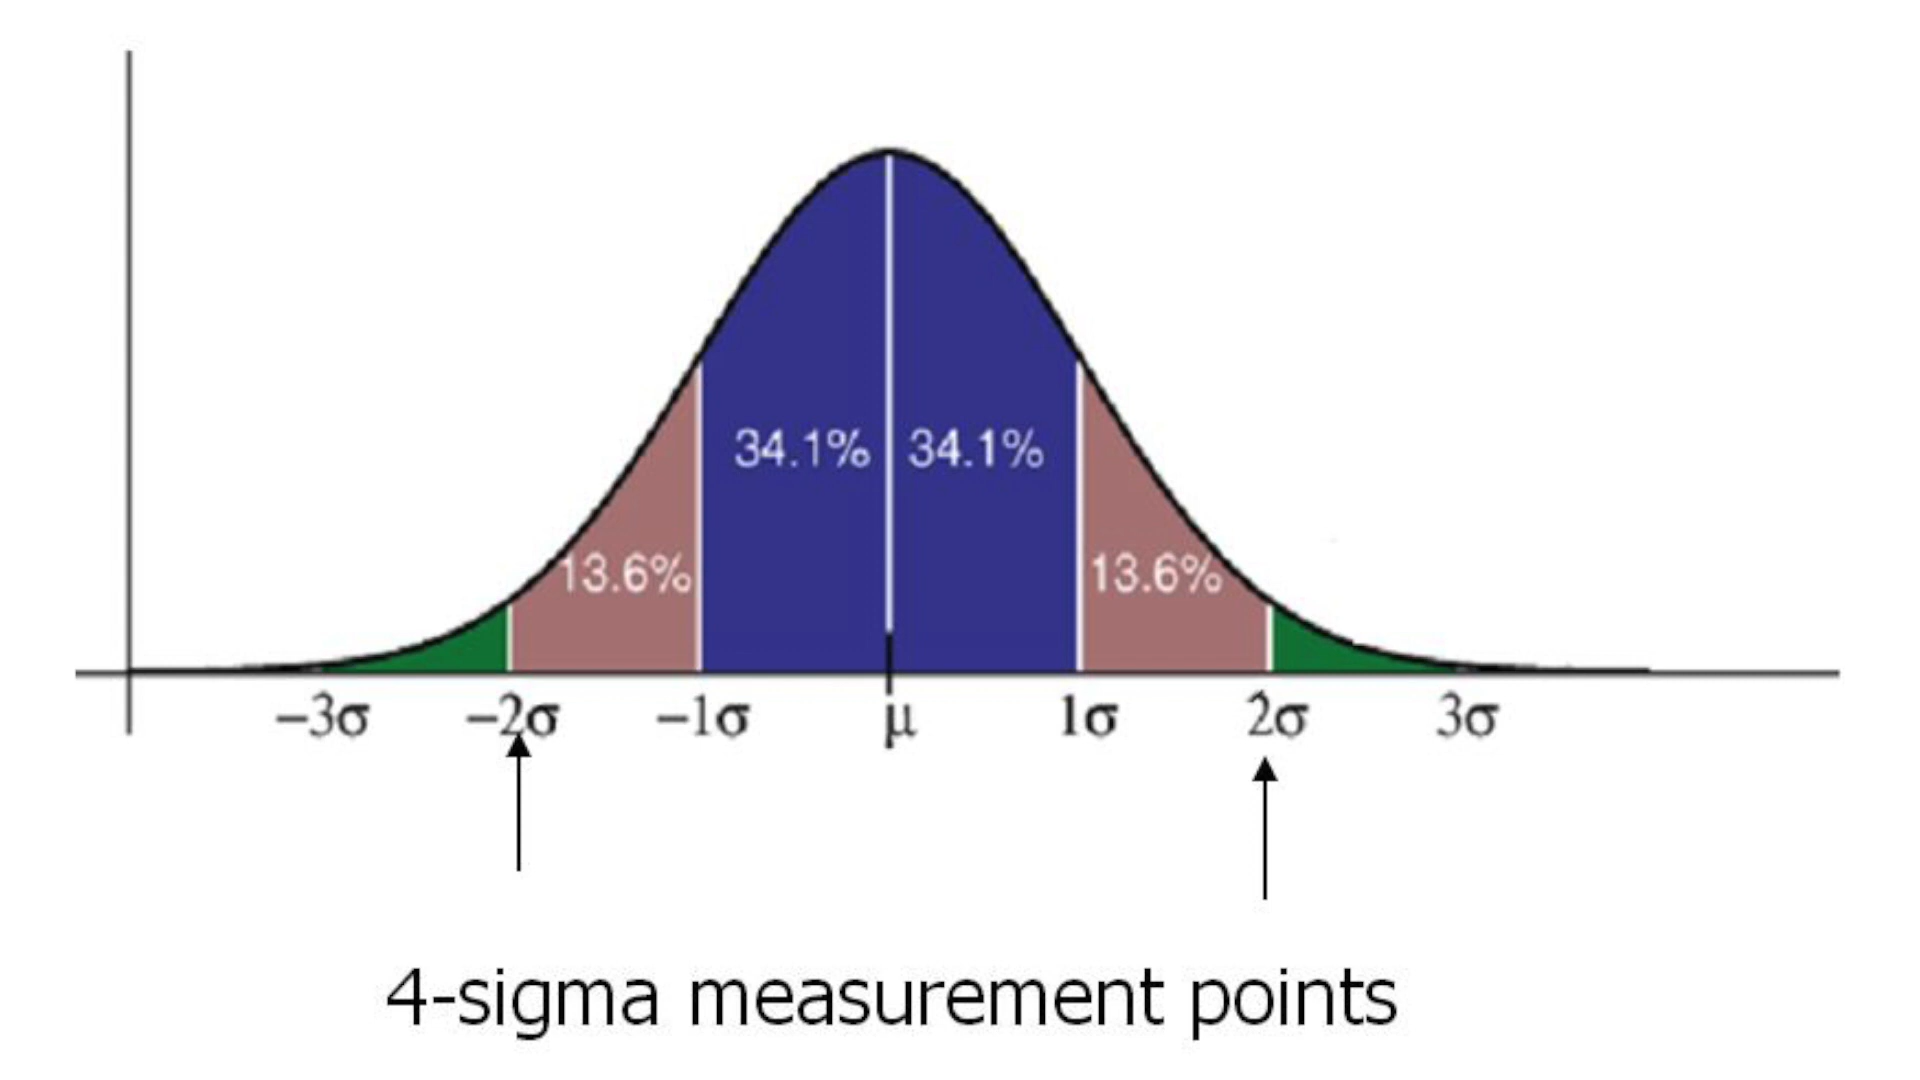 34.1% 34.1%
13.6% 13.6%
−3σ −2σ −1σ μ 1σ 2σ 3σ
4-sigma measurement points